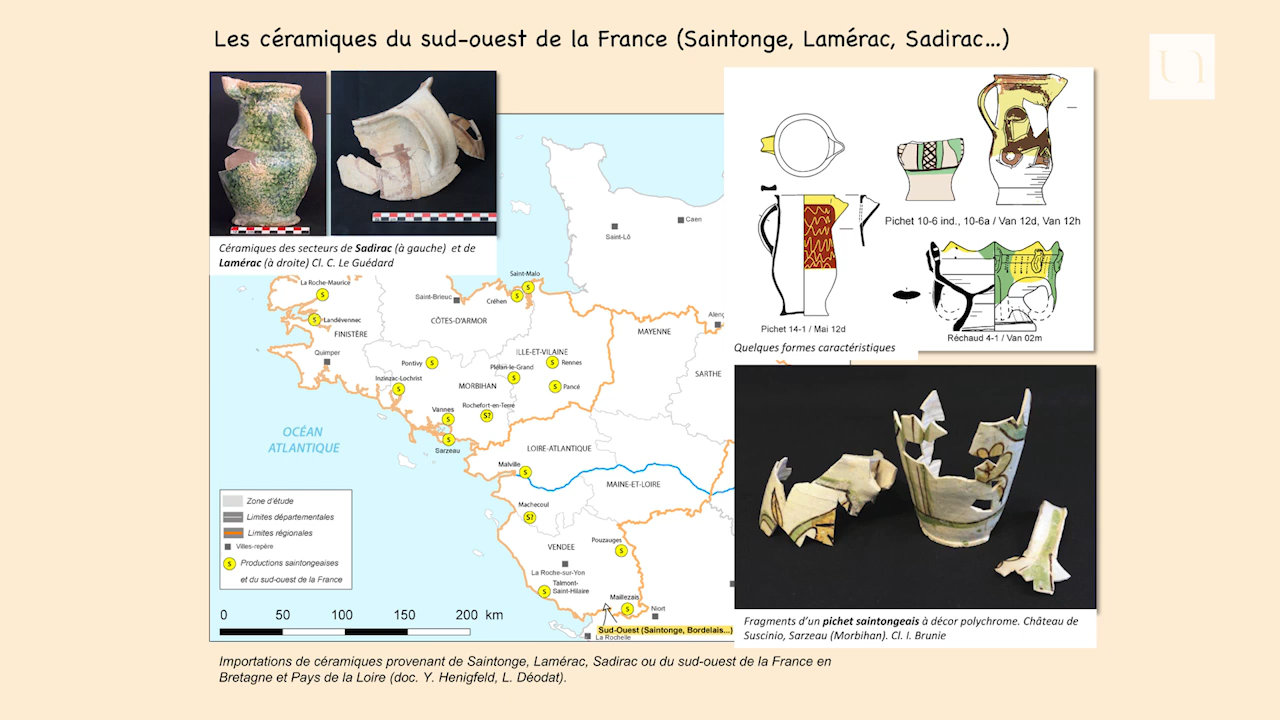 Les céramiques du sud-ouest de la France (Saintonge, Lamérac, Sadirac...)
Céramiques des secteurs de Sadirac (à gauche) et de
Lamérac (à droite) Cl. C. Le Guédard
Pichet 10-6 ind., 10-6a / Van 12d, Van 12h
Pichet 14-1 / Mai 12d
Réchaud 4-1 / Van 02m
Quelques formes caractéristiques
Caen
Saint-Lô
Saint-Malo
La Roche-Maurice
S
Saint-Brieuc
Créhen
S
S
Landévennec
S
CÔTES-D'ARMOR
FINISTÈRE
MAYENNE
Quimper
ILLE-ET-VILAINE
Pontivy
S
Rennes
S
Plélan-le-Grand
S
SARTHE
Inzinzac-Lochrist
S
MORBIHAN
Pancé
S
Vannes
S
Rochefort-en-Terre
S?
OCÉAN
ATLANTIQUE
Sarzeau
S
LOIRE-ATLANTIQUE
Malville
S
MAINE-ET-LOIRE
Machecoul
S?
VENDEE
Pouzauges
S
La Roche-sur-Yon
Talmont-
Saint-Hilaire
S
Maillezais
S
Niort
Sud-Ouest (Saintonge, Bordelais...)
La Rochelle
Zone d'étude
Limites départementales
Limites régionales
Villes-repère
S
Productions saintongeaises
et du sud-ouest de la France
0 50 100 150 200 km
Fragments d'un pichet saintongeais à décor polychrome. Château de
Suscinio, Sarzeau (Morbihan). Cl. I. Brunie
Importations de céramiques provenant de Saintonge, Lamérac, Sadirac ou du sud-ouest de la France en
Bretagne et Pays de la Loire (doc. Y. Henigfeld, L. Déodat).